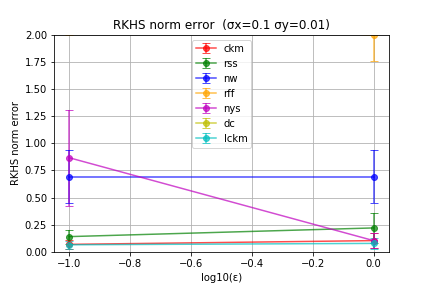 RKHS norm error (σx=0.1 σy=0.01)
2.00
1.75
1.50
1.25
1.00
0.75
0.50
0.25
0.00
RKHS norm error
ckm
rss
nw
rff
nys
dc
lckm
−1.0 −0.8 −0.6 −0.4 −0.2 0.0
log10(ε)